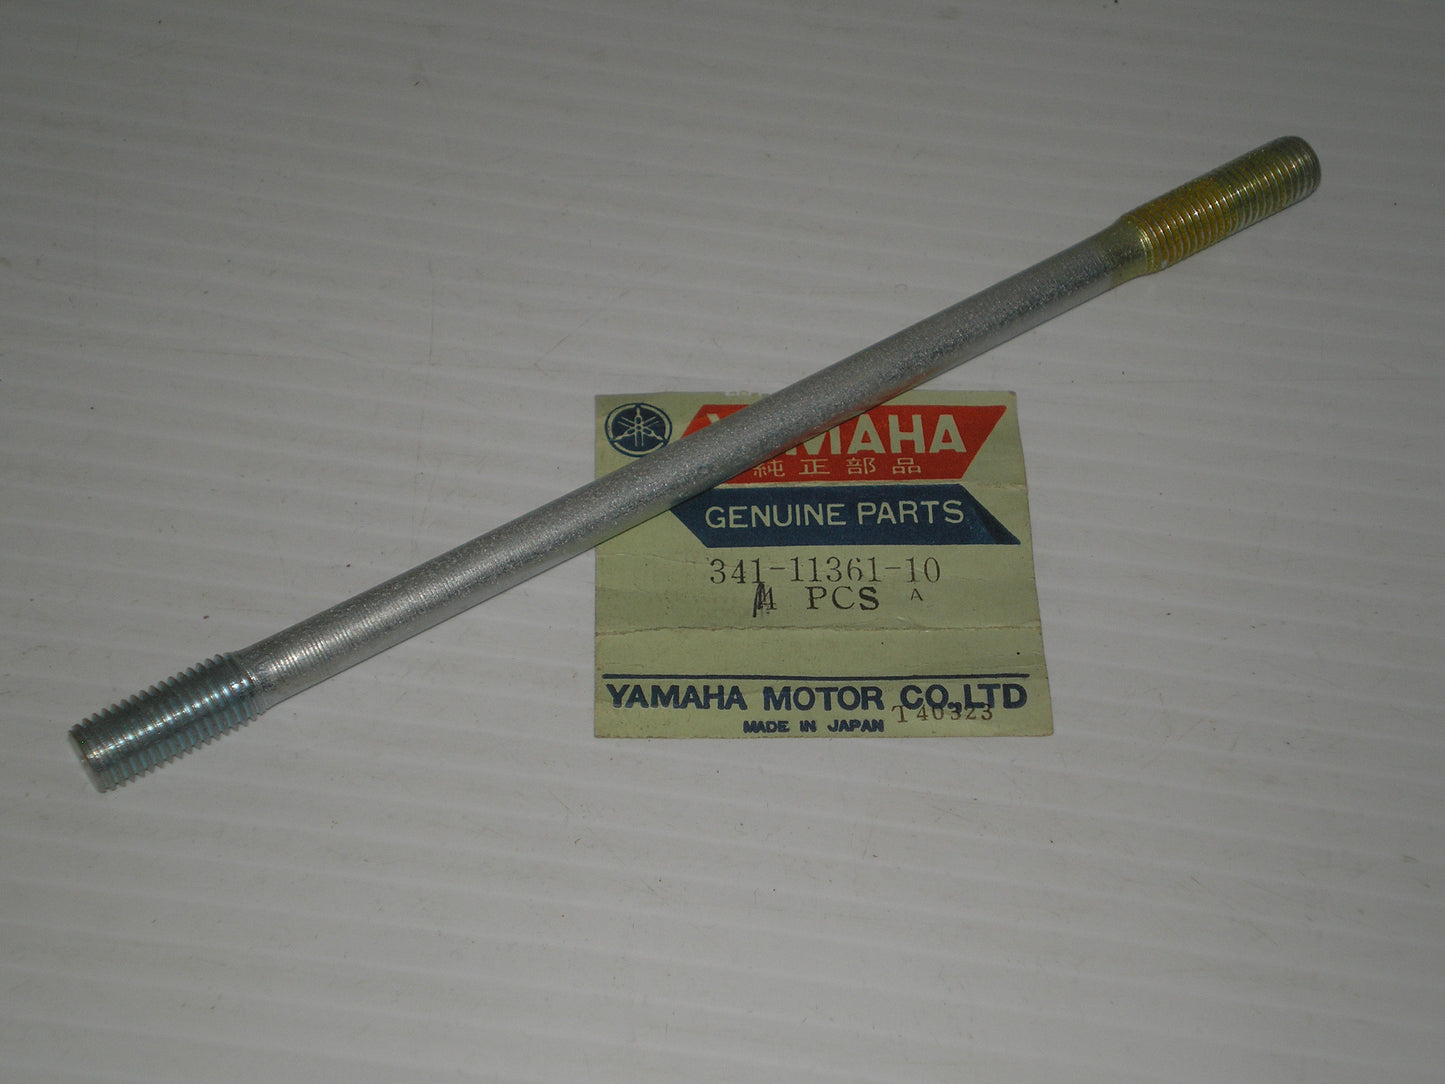 YAMAHA
純正部品
GENUINE PARTS
341-11361-10
4 PCS A
YAMAHA MOTOR CO.,LTD
T 40323
MADE IN JAPAN